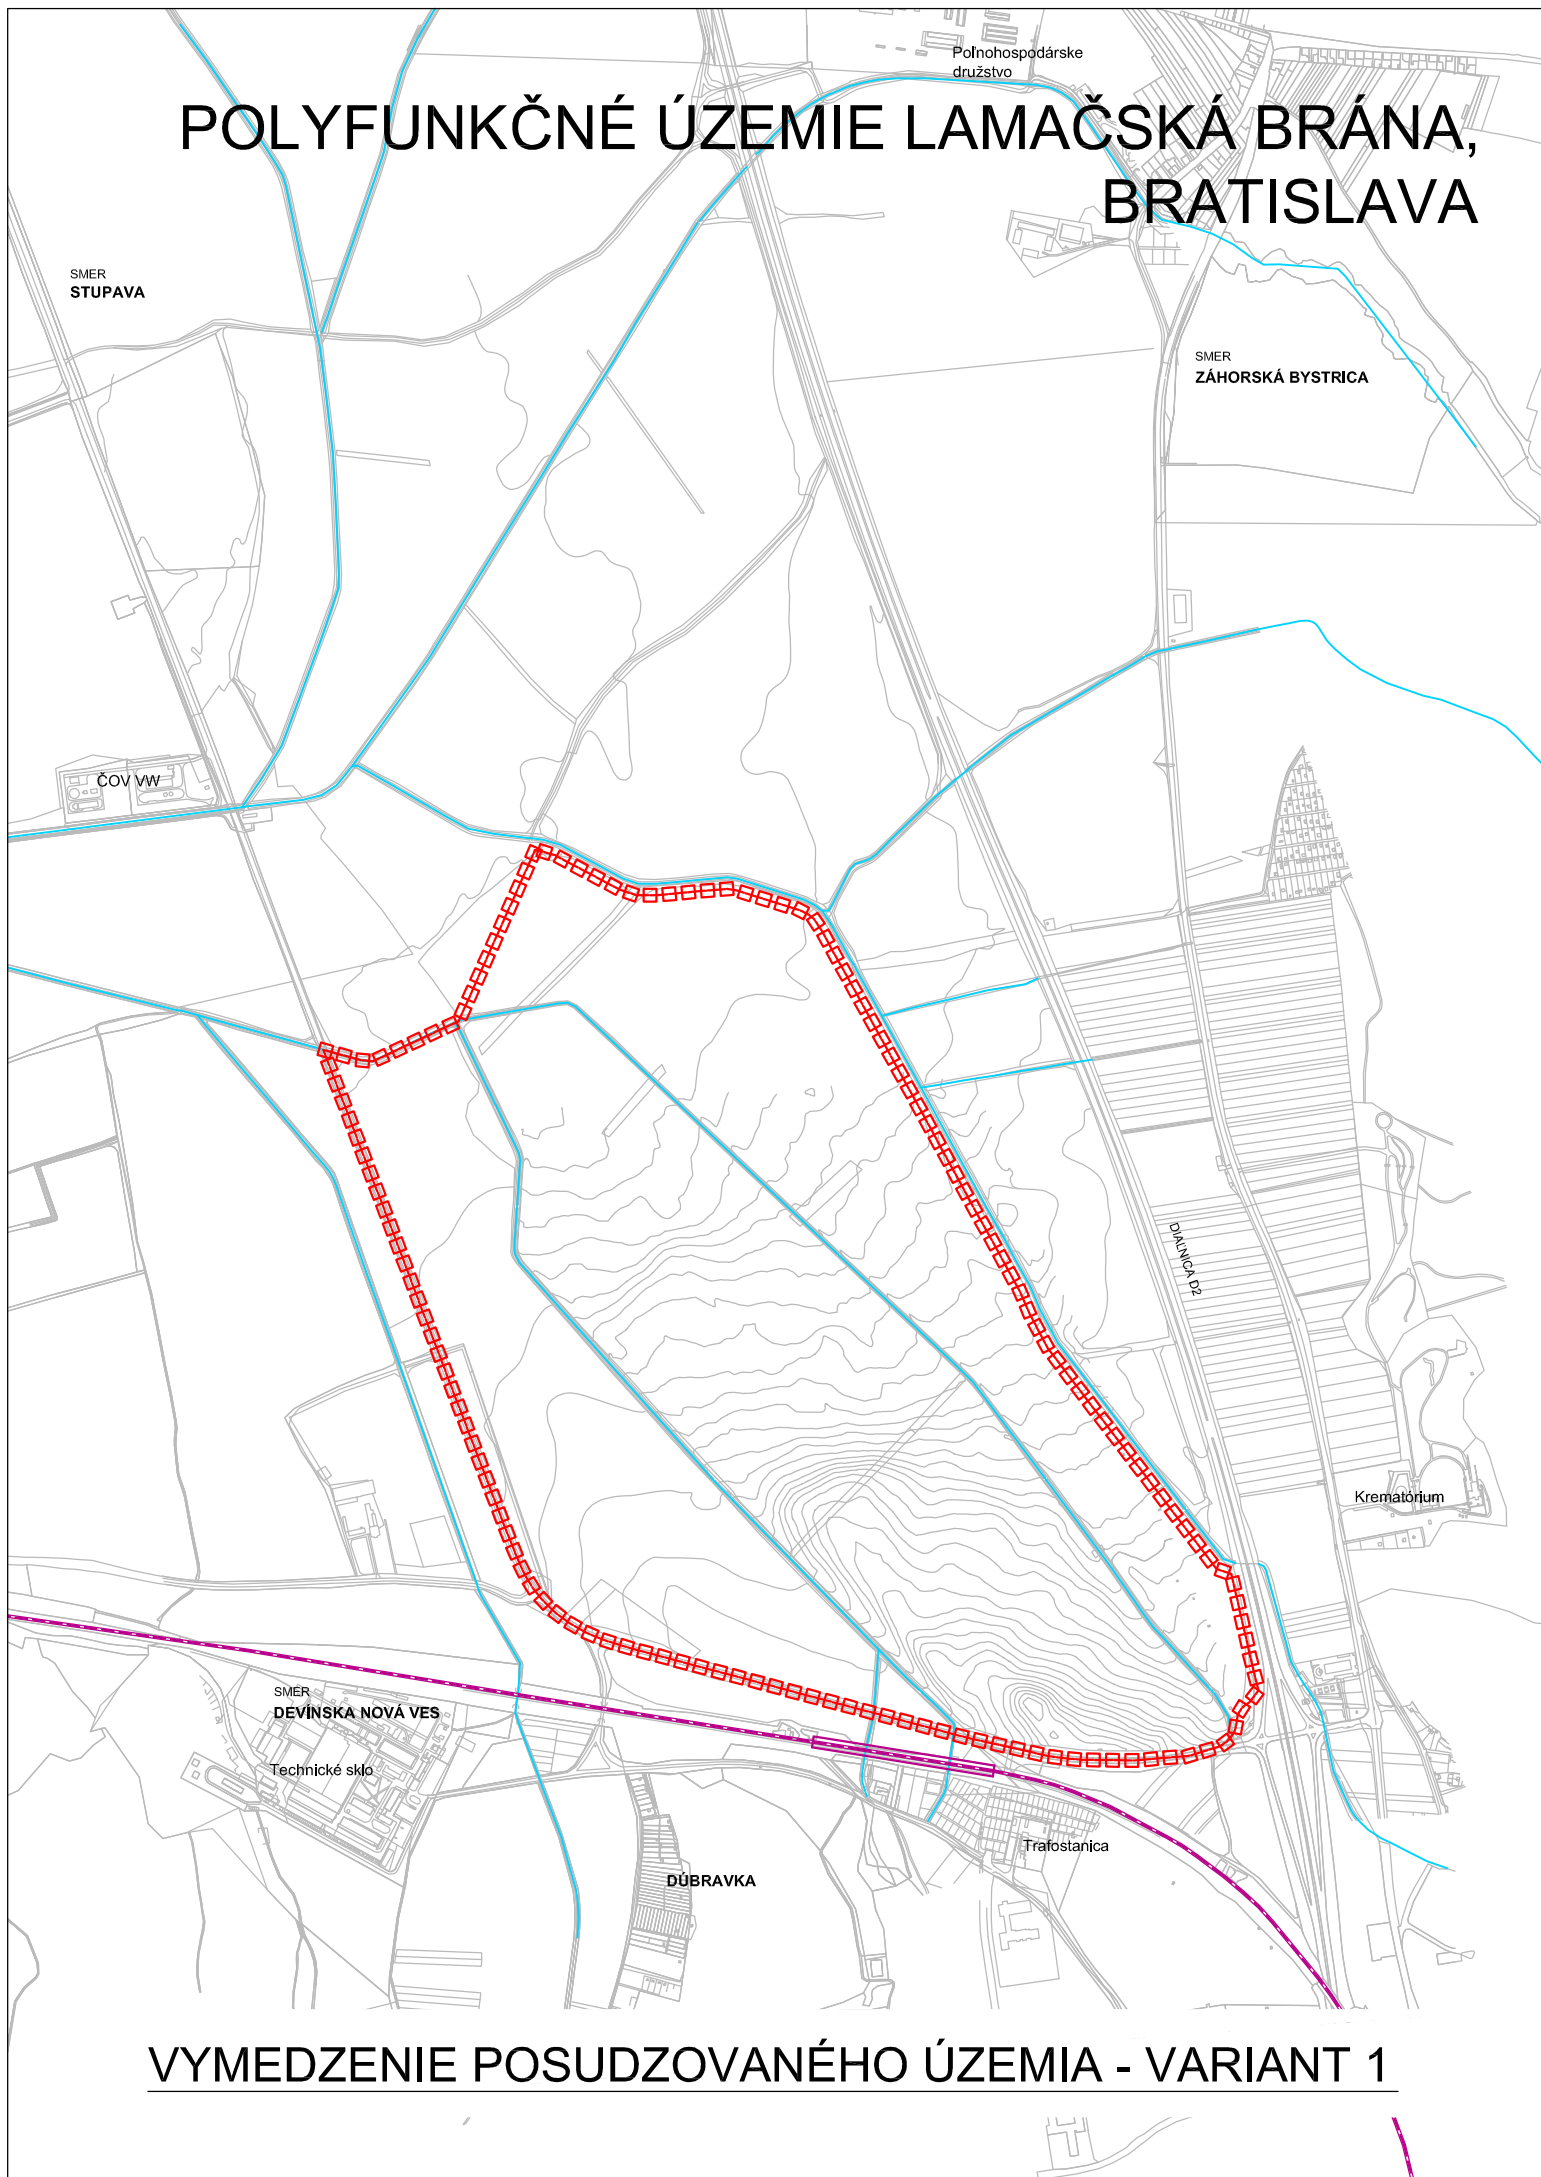 Poľnohospodárske
družstvo
POLYFUNKČNÉ ÚZEMIE LAMAČSKÁ BRÁNA,
BRATISLAVA
SMER
STUPAVA
SMER
ZÁHORSKÁ BYSTRICA
ČOV VW
DIAĽNICA D2
Krematórium
SMER
DEVÍNSKA NOVÁ VES
Technické sklo
Trafostanica
DÚBRAVKA
VYMEDZENIE POSUDZOVANÉHO ÚZEMIA - VARIANT 1